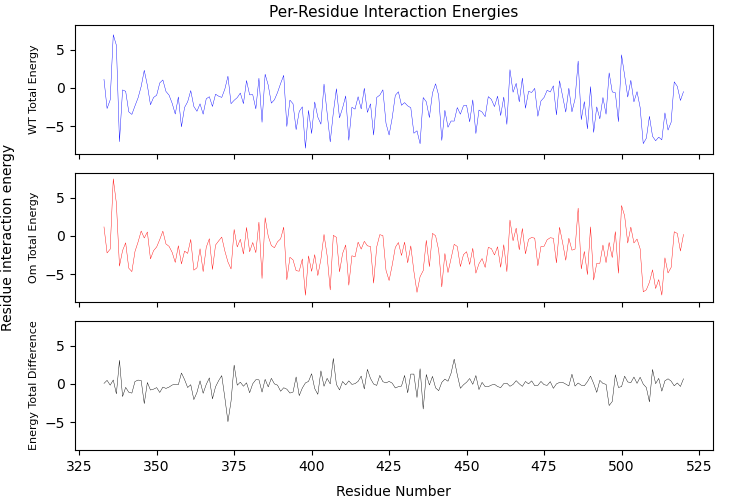 Per-Residue Interaction Energies
Residue interaction energy
WT Total Energy
5
0
−5
Om Total Energy
5
0
−5
Energy Total Difference
5
0
−5
325 350 375 400 425 450 475 500 525
Residue Number